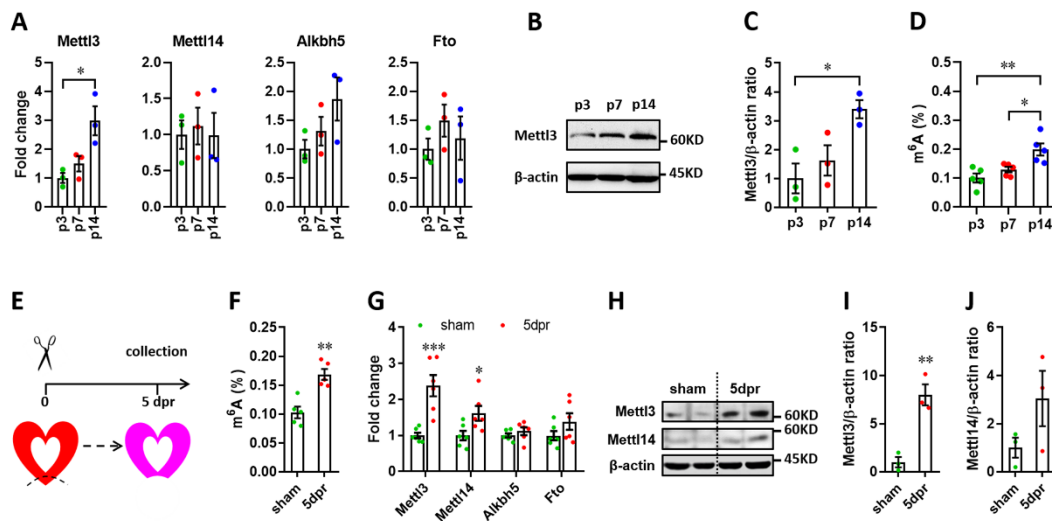 A
Mettl3
Mettl14
Alkbh5
Fto
Fold change
*
5
4
3
2
1
0
p3
p7
p14
2.0
1.5
1.0
0.5
0.0
p3
p7
p14
2.5
2.0
1.5
1.0
0.5
0.0
p3
p7
p14
2.5
2.0
1.5
1.0
0.5
0.0
p3
p7
p14
B
p3 p7 p14
Mettl3
60KD
β-actin
45KD
C
Mettl3/β-actin ratio
*
5
4
3
2
1
0
p3 p7 p14
D
m⁶A (%)
**
*
0.5
0.4
0.3
0.2
0.1
0.0
p3 p7 p14
E
collection
0
5 dpr
F
m⁶A (%)
**
0.25
0.20
0.15
0.10
0.05
0.00
sham
5dpr
G
sham
5dpr
Fold change
***
*
4
3
2
1
0
Mettl3
Mettl14
Alkbh5
Fto
H
sham 5dpr
Mettl3
60KD
Mettl14
60KD
β-actin
45KD
I
Mettl3/β-actin ratio
**
15
10
5
0
sham
5dpr
J
Mettl14/β-actin ratio
6
4
2
0
sham
5dpr